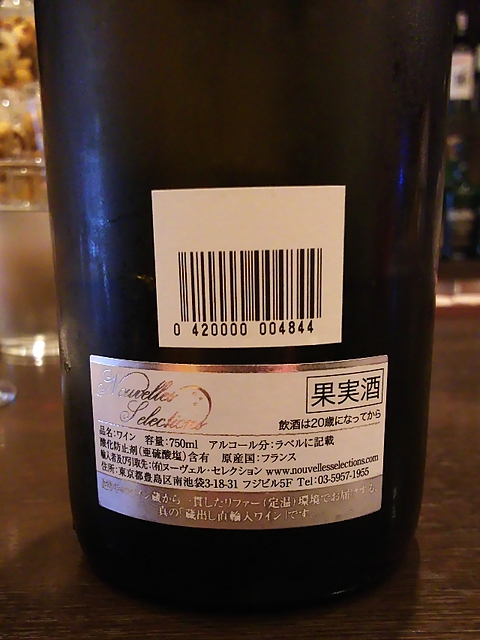 0 420000 004844
Nouvelles
Selections
果実酒
飲酒は20歳になってから
品名:ワイン 容量:750ml アルコール分:ラベルに記載
酸化防止剤(亜硫酸塩)含有 原産国:フランス
輸入者及び引取先:(有)ヌーヴェル・セレクション www.nouvellesselections.com
住所:東京都豊島区南池袋3-18-31 フジビル5F Tel:03-5957-1955
ワイン蔵から一貫したリファー(定温)環境でお届けする
真の「蔵出し直輸入ワイン」です。